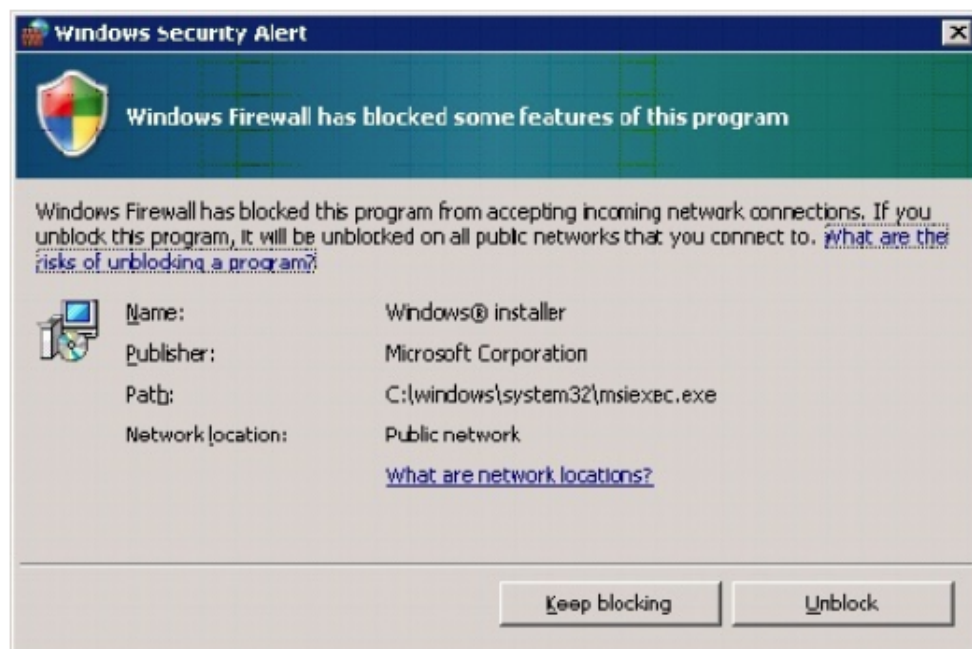 Windows Security Alert
Windows Firewall has blocked some features of this program
Windows Firewall has blocked this program from accepting incoming network connections. If you
unblock this program, it will be unblocked on all public networks that you connect to. What are the
risks of unblocking a program?
Name: Windows® installer
Publisher: Microsoft Corporation
Path: C:\windows\system32\msiexec.exe
Network location: Public network
What are network locations?
Keep blocking Unblock